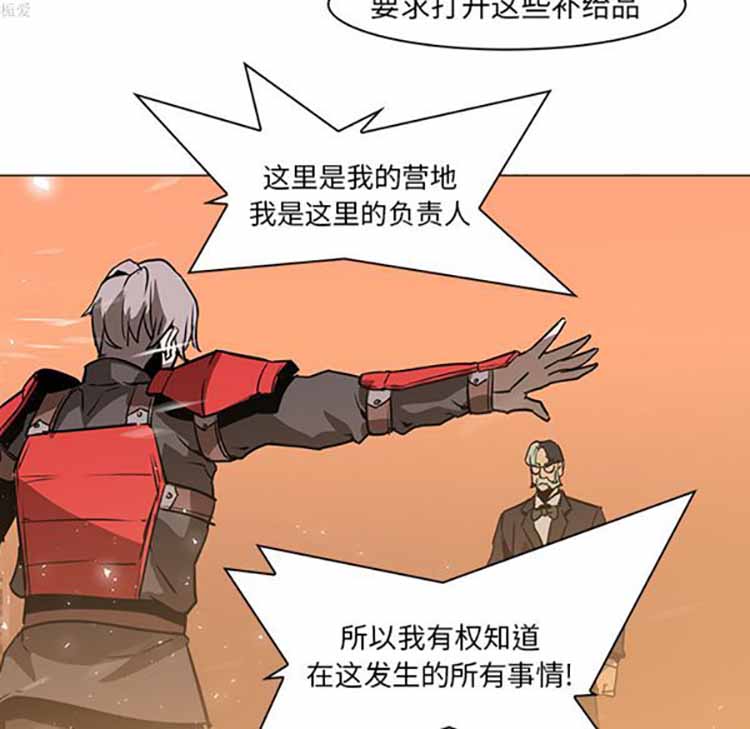 栀爱
要求打开这些补给品
这里是我的营地
我是这里的负责人
所以我有权知道
在这发生的所有事情!